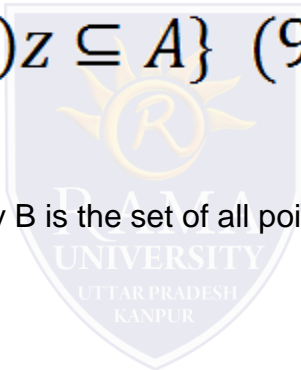 )z ⊆ A} (9
y B is the set of all poi
R
RAMA
UNIVERSITY
UTTAR PRADESH
KANPUR